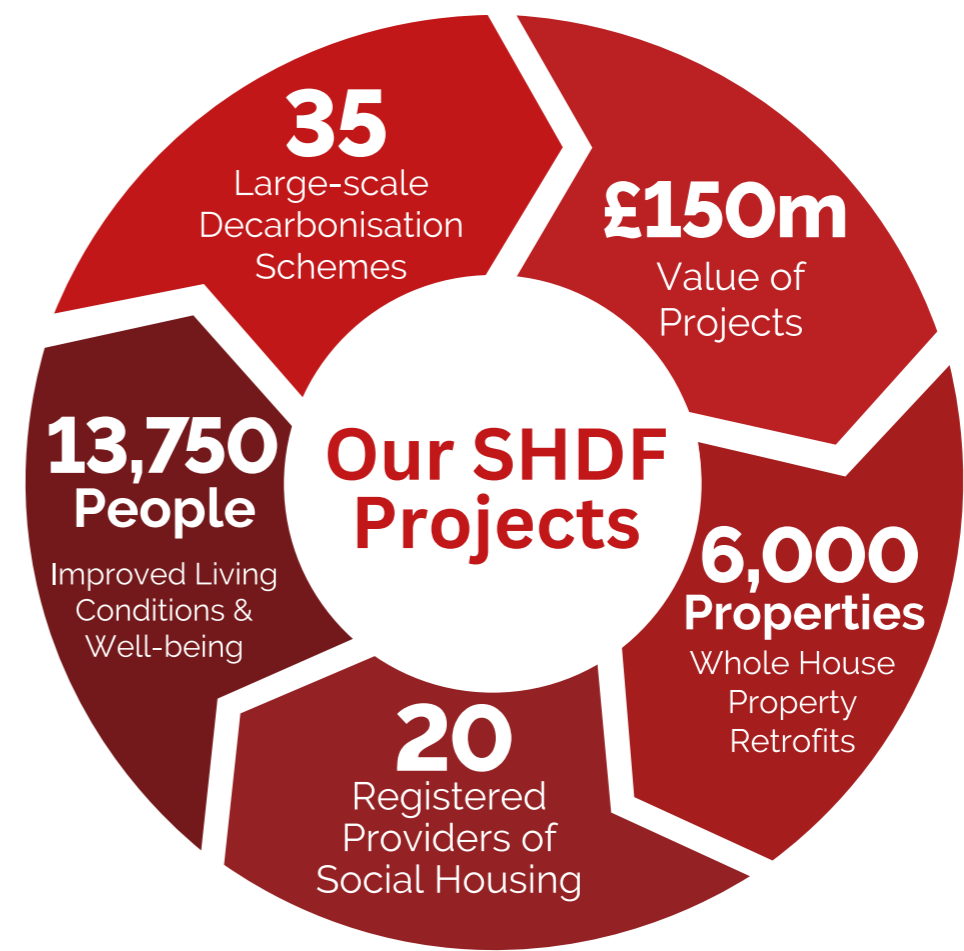 35
Large-scale
Decarbonisation
Schemes
£150m
Value of
Projects
6,000
Properties
Whole House
Property
Retrofits
20
Registered
Providers of
Social Housing
13,750
People
Improved Living
Conditions &
Well-being
Our SHDF
Projects